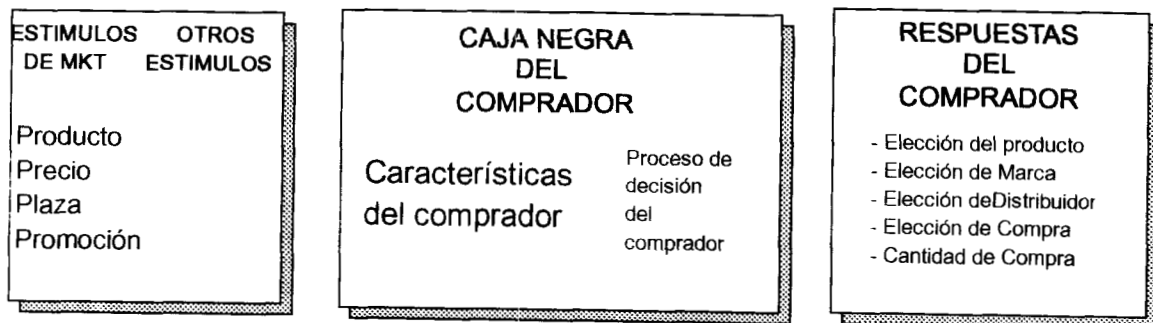 ESTIMULOS OTROS
DE MKT ESTIMULOS
Producto
Precio
Plaza
Promoción
CAJA NEGRA
DEL
COMPRADOR
Características
del comprador
Proceso de
decisión
del
comprador
RESPUESTAS
DEL
COMPRADOR
- Elección del producto
- Elección de Marca
- Elección deDistribuidor
- Elección de Compra
- Cantidad de Compra